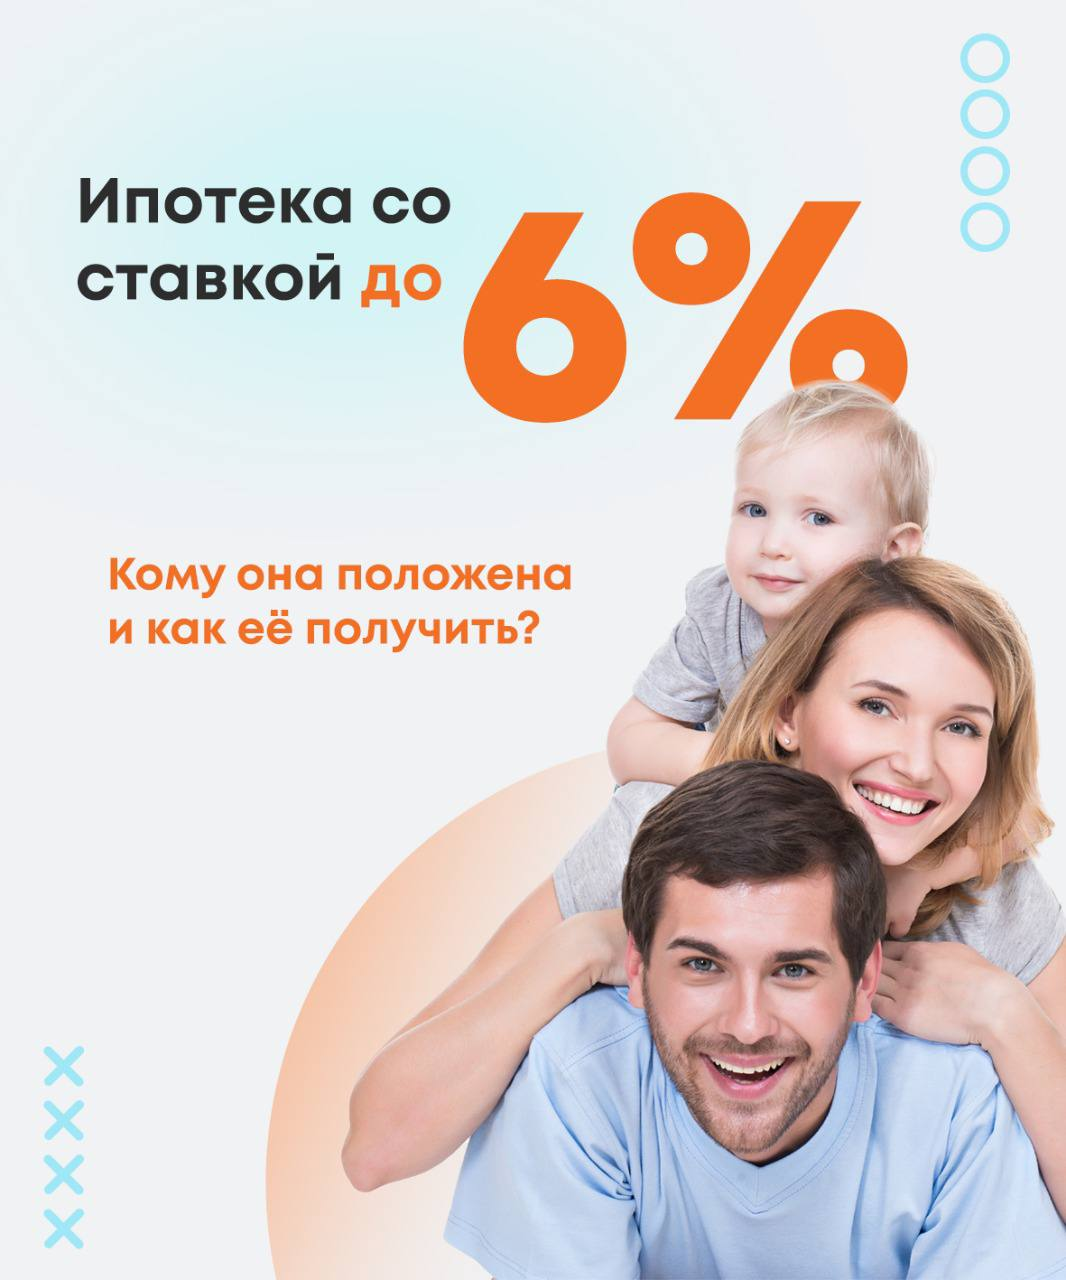 Ипотека со
ставкой до 6%
Кому она положена
и как её получить?